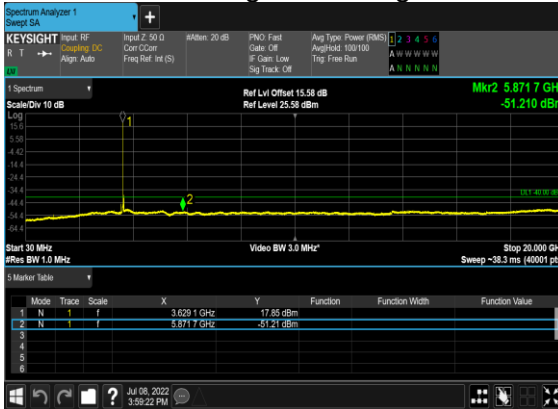 Spectrum Analyzer 1
Swept SA
+
KEYSIGHT Input: RF Input Z: 50 Ω #Atten: 20 dB PNO: Fast Avg Type: Power (RMS) 1 2 3 4 5 6
R T Coupling: DC Corr CCorr Gate: Off Avg|Hold: 100/100 A W W W W W
Align: Auto Freq Ref: Int (S) IF Gain: Low Trig: Free Run
Sig Track: Off A N N N N N
1 Spectrum Ref Lvl Offset 15.58 dB Mkr2 5.871 7 GH
Scale/Div 10 dB Ref Level 25.58 dBm -51.210 dBr
Log
15.6
5.58
-4.42
-14.4
-24.4
-34.4
-44.4
-54.4
-64.4
1
2
DL1 -40.00 dB
Start 30 MHz Video BW 3.0 MHz* Stop 20.000 GH
#Res BW 1.0 MHz Sweep ~38.3 ms (40001 pt
5 Marker Table
Mode Trace Scale X Y Function Function Width Function Value
1 N 1 f 3.629 1 GHz 17.85 dBm
2 N 1 f 5.871 7 GHz -51.21 dBm
3
4
5
6
? Jul 08, 2022
3:59:22 PM